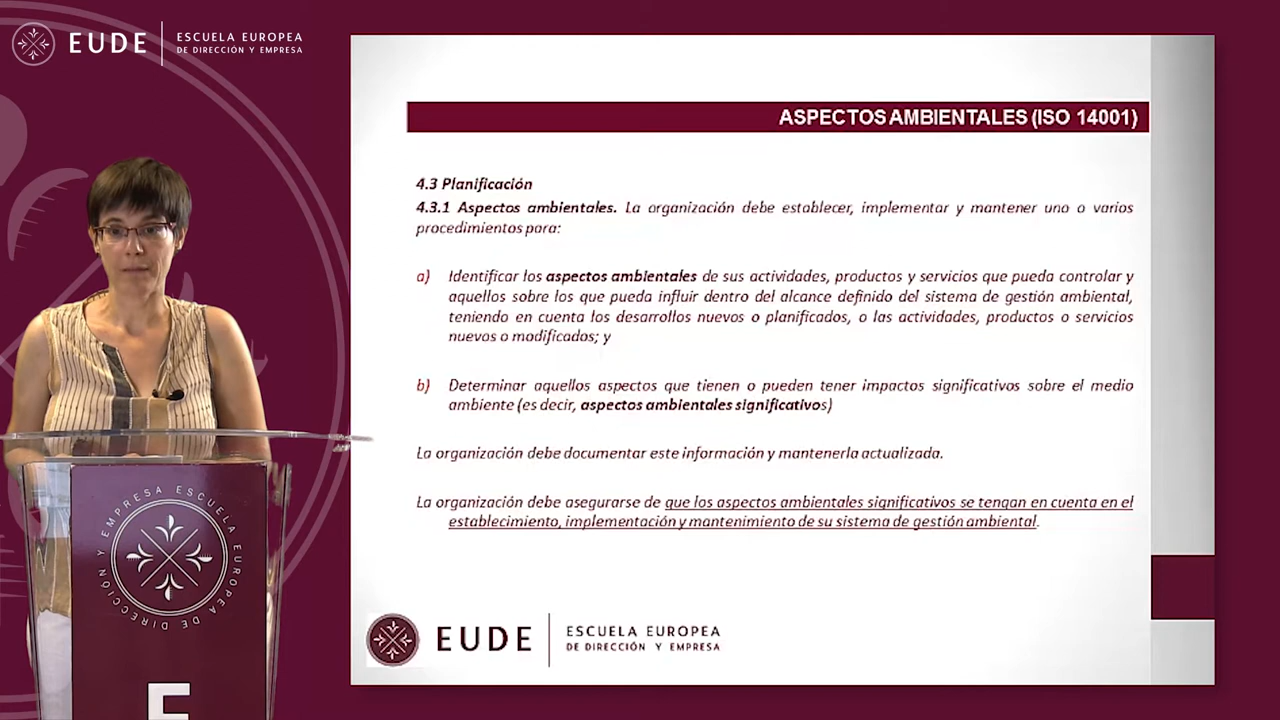 EUDE
ESCUELA EUROPEA
DE DIRECCIÓN Y EMPRESA
ASPECTOS AMBIENTALES (ISO 14001)
4.3 Planificación
4.3.1 Aspectos ambientales. La organización debe establecer, implementar y mantener uno o varios
procedimientos para:
a) Identificar los aspectos ambientales de sus actividades, productos y servicios que pueda controlar y
aquellos sobre los que pueda influir dentro del alcance definido del sistema de gestión ambiental,
teniendo en cuenta los desarrollos nuevos o planificados, o las actividades, productos o servicios
nuevos o modificados; y
b) Determinar aquellos aspectos que tienen o pueden tener impactos significativos sobre el medio
ambiente (es decir, aspectos ambientales significativos)
La organización debe documentar este información y mantenerla actualizada.
La organización debe asegurarse de que los aspectos ambientales significativos se tengan en cuenta en el
establecimiento, implementación y mantenimiento de su sistema de gestión ambiental.
EUDE
ESCUELA EUROPEA
DE DIRECCIÓN Y EMPRESA
ESCUELA EUROPEA DE DIRECCIÓN Y EMPRESA
E